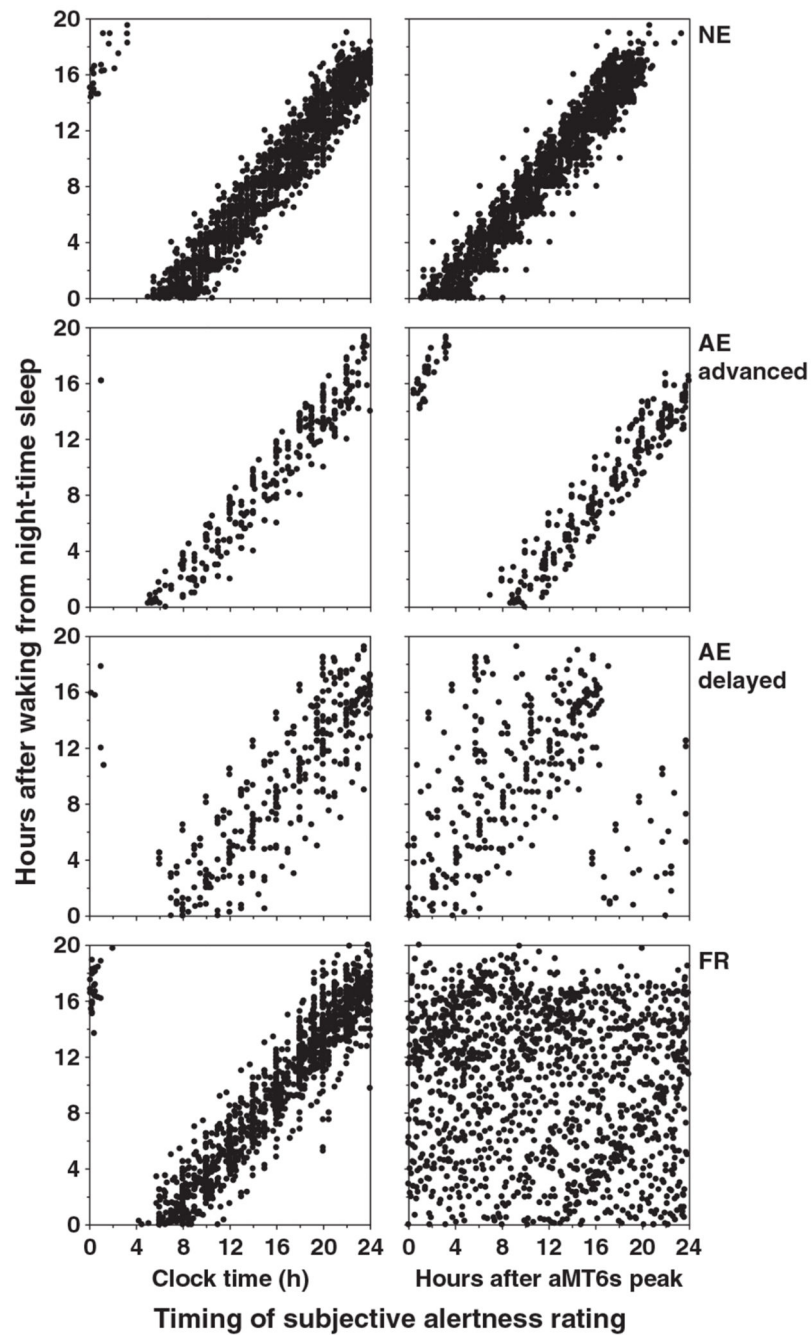 20
16
12
8
4
0
NE
20
16
12
8
4
0
AE
advanced
Hours after waking from night-time sleep
20
16
12
8
4
0
AE
delayed
20
16
12
8
4
0
FR
0 4 8 12 16 20 24 0 4 8 12 16 20 24
Clock time (h) Hours after aMT6s peak
Timing of subjective alertness rating